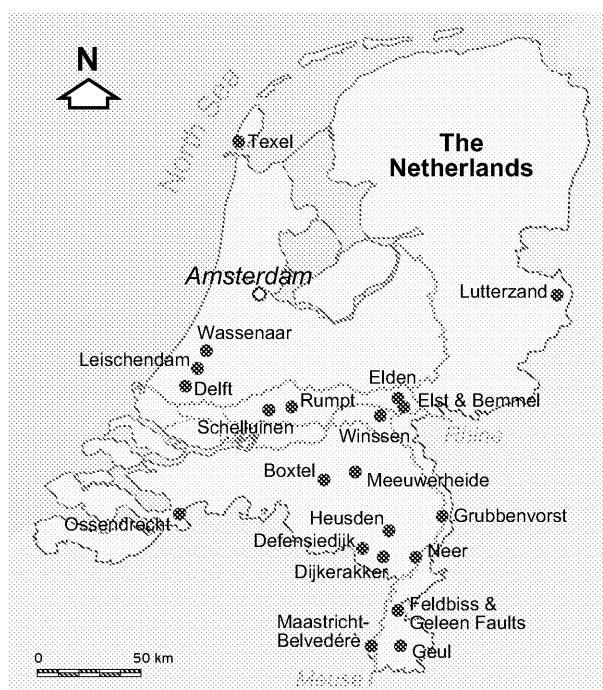 N
North Sea
Texel
The
Netherlands
Amsterdam
Lutterzand
Wassenaar
Leischendam
Delft
Elden
Rumpt
Elst & Bemmel
Schelluinen
Winssen
Rhine
Boxtel
Meeuwerheide
Ossendrecht
Heusden
Grubbenvorst
Defensiedijk
Neer
Dijkerakker
Feldbiss &
Geleen Faults
Maastricht-
Belvedérè
Geul
0 50 km
Meuse